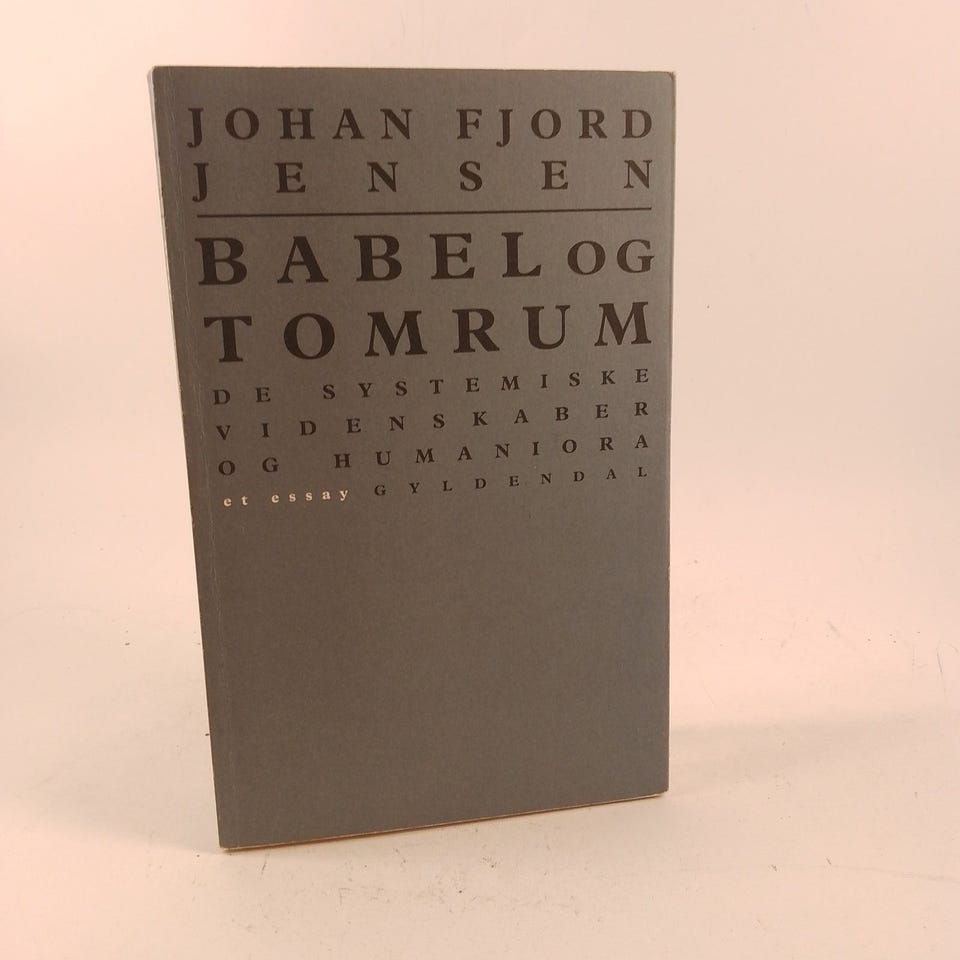 JOHAN FJORD
JENSEN
BABEL OG
TOMRUM
DE SYSTEMISKE
VIDENSKABER
OG HUMANIORA
et essay GYLDENDAL